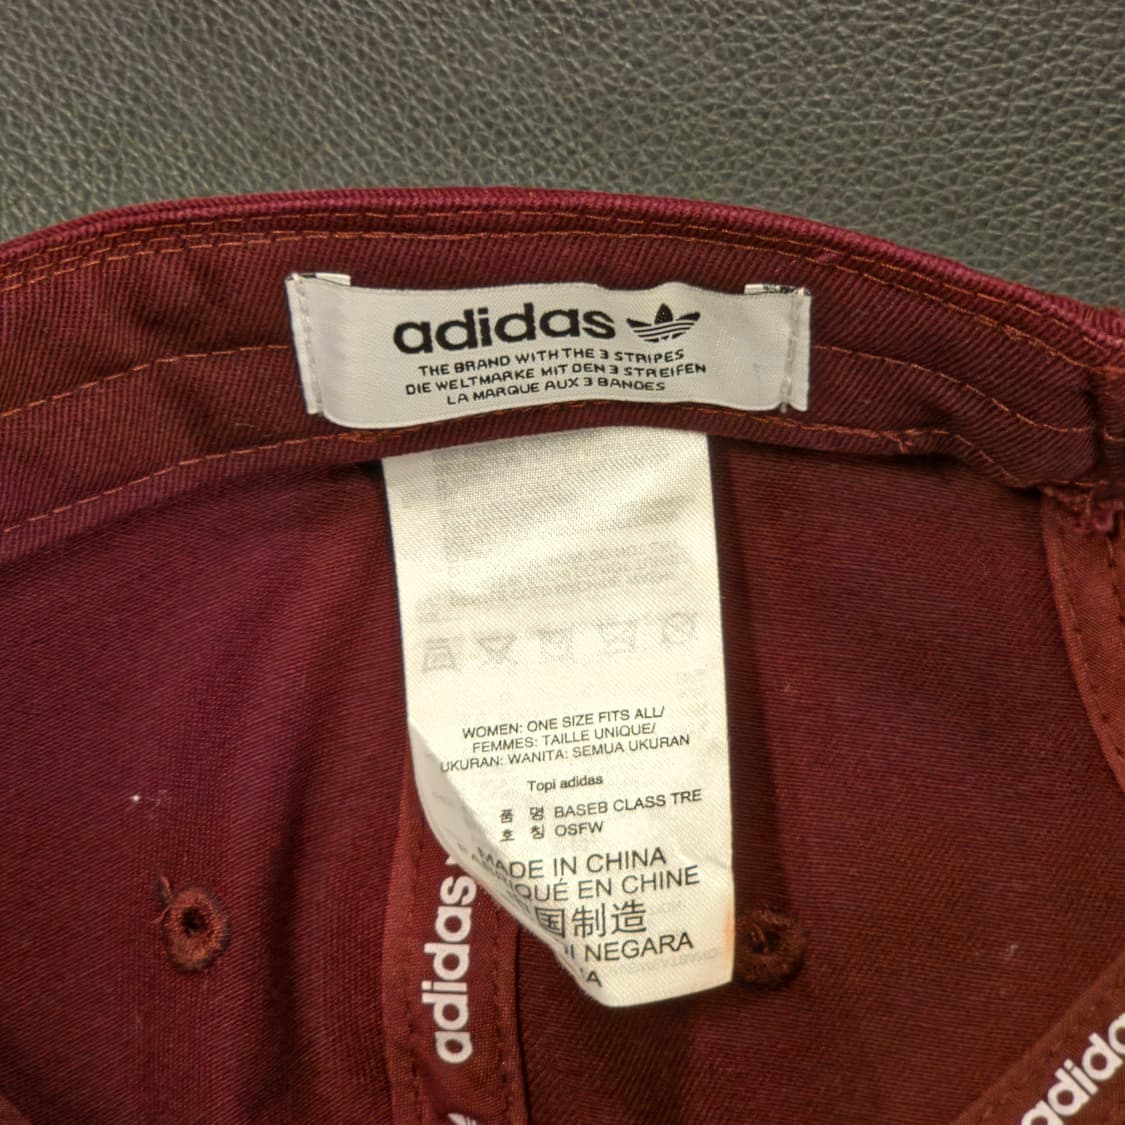 adidas
THE BRAND WITH THE 3 STRIPES
DIE WELTMARKE MIT DEN 3 STREIFEN
LA MARQUE AUX 3 BANDES
WOMEN: ONE SIZE FITS ALL/
FEMMES: TAILLE UNIQUE/
UKURAN: WANITA: SEMUA UKURAN
Topi adidas
품 명 BASEB CLASS TRE
호 칭 OSFW
MADE IN CHINA
EN CHINE
国制造
NEGARA
adidas
adidas